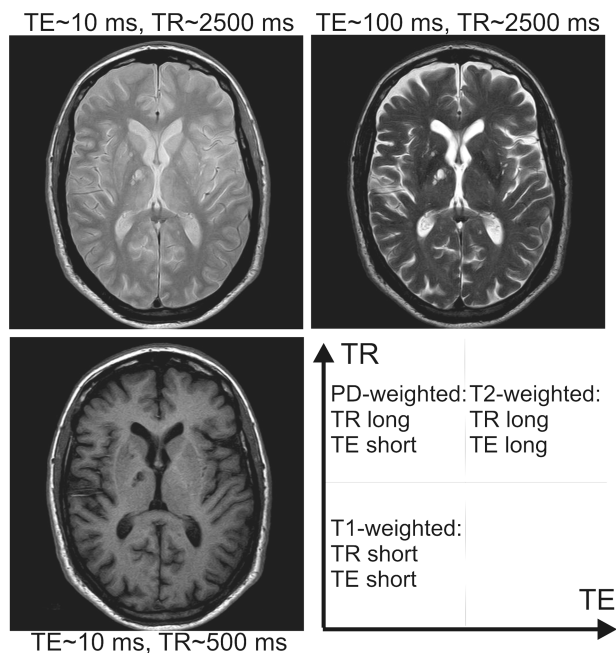 TE~10 ms, TR~2500 ms
TE~100 ms, TR~2500 ms
TR
PD-weighted:
TR long
TE short
T2-weighted:
TR long
TE long
T1-weighted:
TR short
TE short
TE
TE~10 ms, TR~500 ms